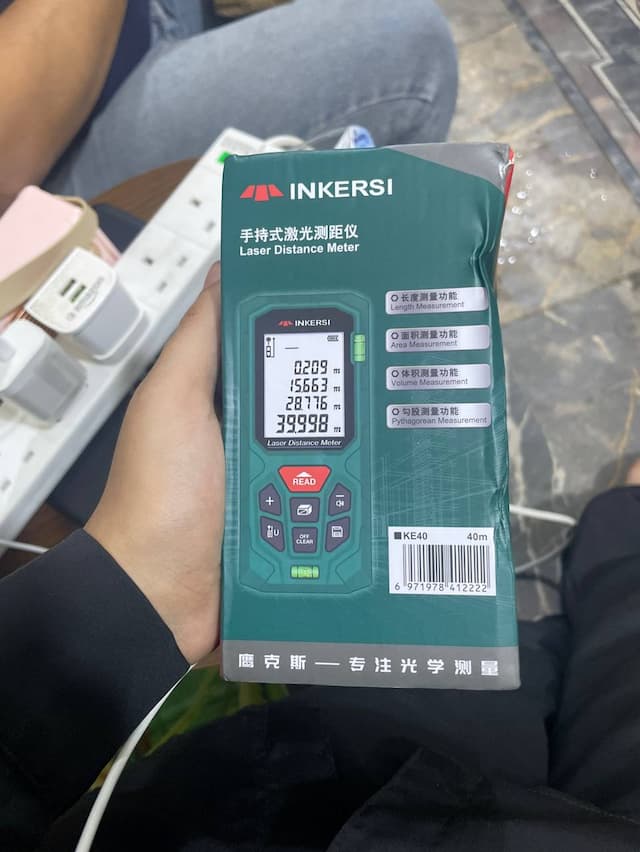 INKERSI
手持式激光测距仪
Laser Distance Meter
长度测量功能
Length Measurement
面积测量功能
Area Measurement
体积测量功能
Volume Measurement
勾股测量功能
Pythagorean Measurement
INKERSI
0.209 m
15.663 m
28.776 m
39.998 m
Laser Distance Meter
READ
+
−
U
OFF
CLEAR
KE40 40m
6 971978 412222
鹰克斯 — 专注光学测量